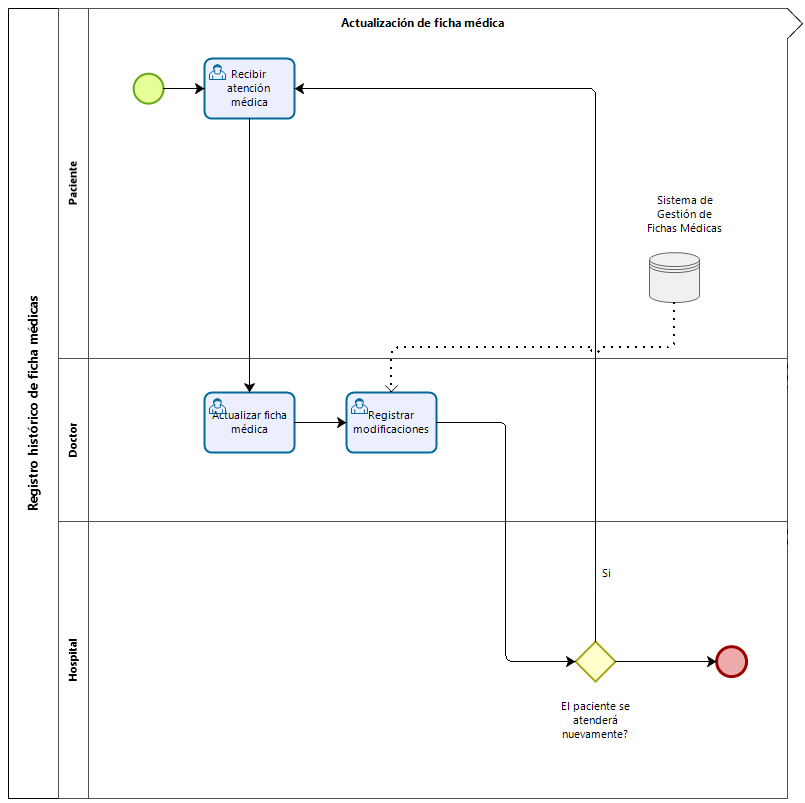 Actualización de ficha médica
Registro histórico de ficha médicas
Paciente
Recibir
atención
médica
Sistema de
Gestión de
Fichas Médicas
Doctor
Actualizar ficha
médica
Registrar
modificaciones
Hospital
Si
El paciente se
atenderá
nuevamente?